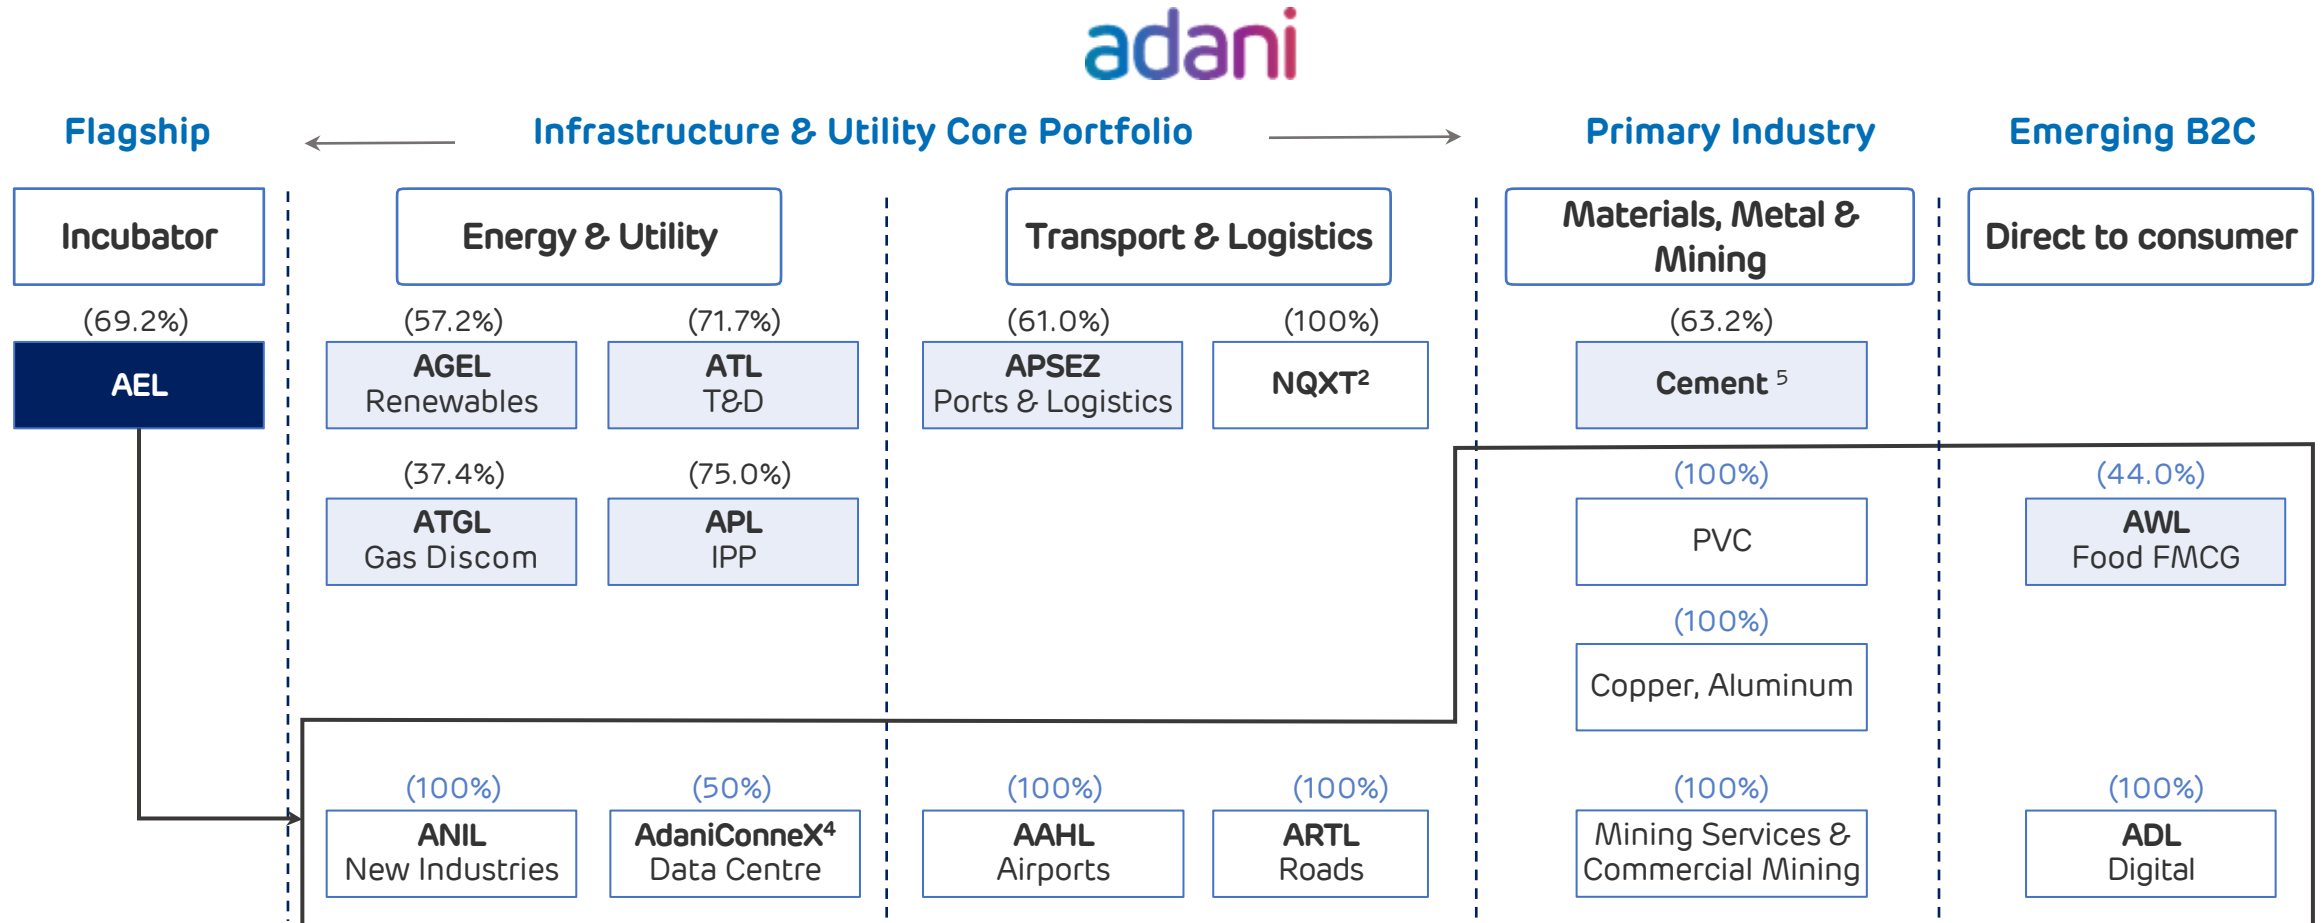 adani
Flagship
Infrastructure & Utility Core Portfolio
Primary Industry
Emerging B2C
Incubator
Energy & Utility
Transport & Logistics
Materials, Metal &
Mining
Direct to consumer
(69.2%)
(57.2%)
(71.7%)
(61.0%)
(100%)
(63.2%)
AEL
AGEL
Renewables
ATL
T&D
APSEZ
Ports & Logistics
NQXT²
Cement ⁵
(37.4%)
(75.0%)
(100%)
(44.0%)
ATGL
Gas Discom
APL
IPP
PVC
AWL
Food FMCG
(100%)
Copper, Aluminum
(100%)
(50%)
(100%)
(100%)
(100%)
(100%)
ANIL
New Industries
AdaniConneX⁴
Data Centre
AAHL
Airports
ARTL
Roads
Mining Services &
Commercial Mining
ADL
Digital